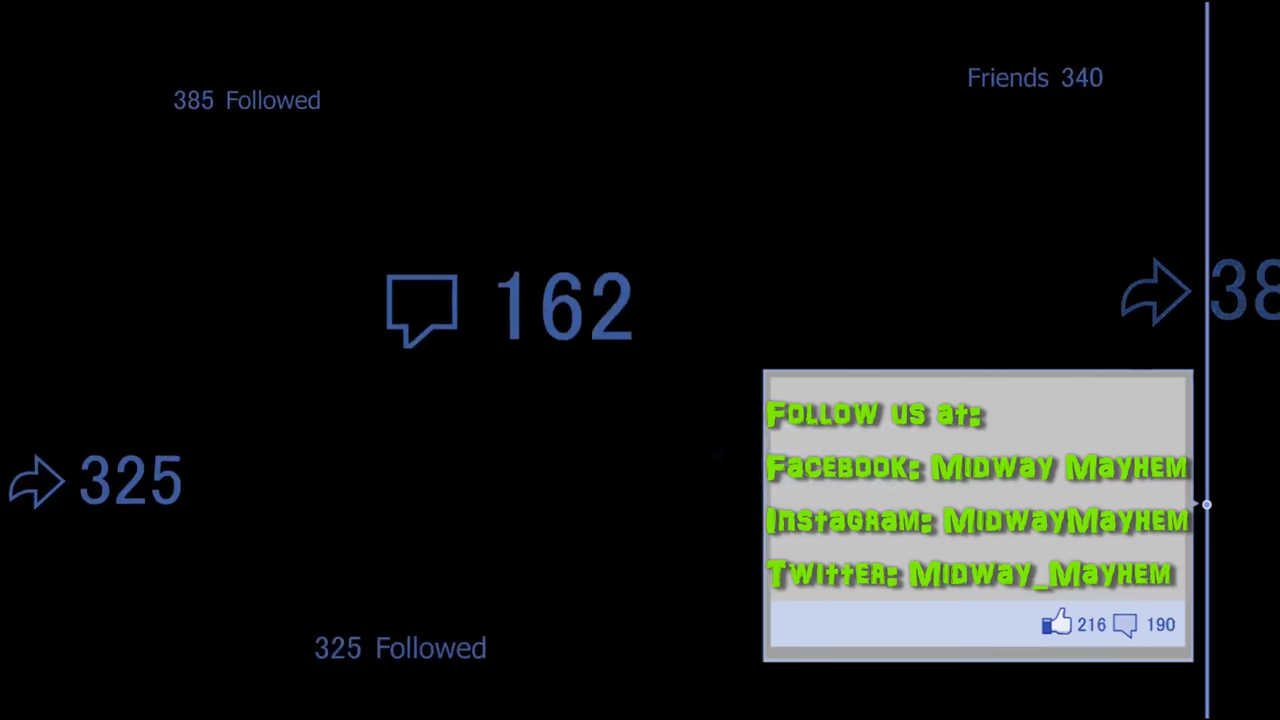 Friends 340
385 Followed
38
162
Follow us at:
Facebook: Midway Mayhem
325
Instagram: MidwayMayhem
Twitter: Midway_Mayhem
216 190
325 Followed